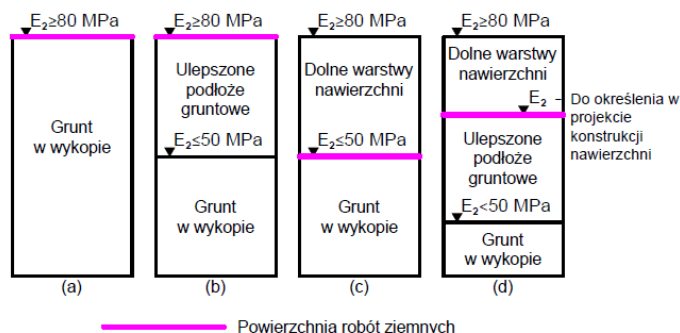 E₂≥80 MPa
Grunt
w wykopie
(a)
E₂≥80 MPa
Ulepszone
podłoże
gruntowe
E₂≤50 MPa
Grunt
w wykopie
(b)
E₂≥80 MPa
Dolne warstwy
nawierzchni
E₂≤50 MPa
Grunt
w wykopie
(c)
E₂≥80 MPa
Dolne warstwy
nawierzchni
E₂ – Do określenia w
projekcie
konstrukcji
nawierzchni
Ulepszone
podłoże
gruntowe
E₂<50 MPa
Grunt
w wykopie
(d)
Powierzchnia robót ziemnych